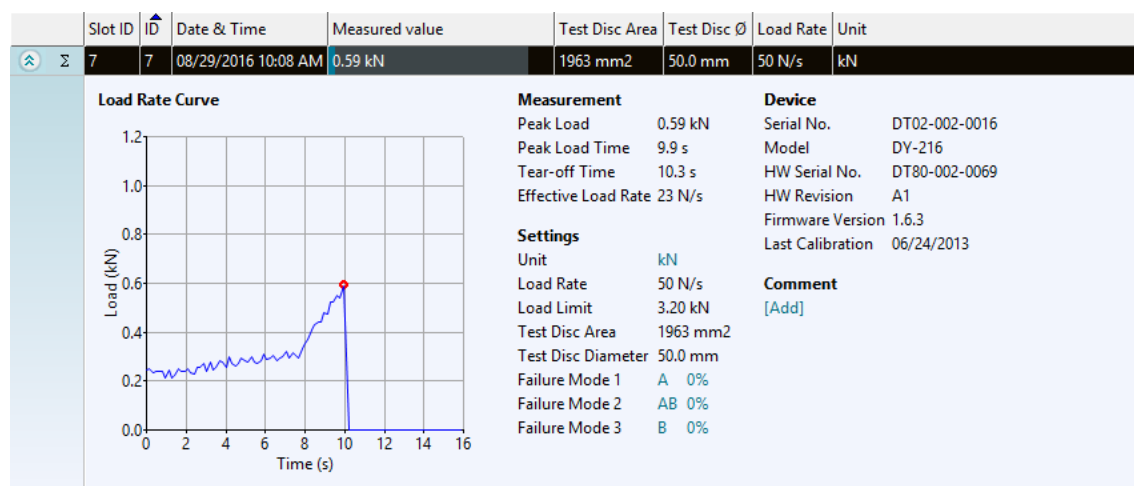 Slot ID ID Date & Time Measured value Test Disc Area Test Disc Ø Load Rate Unit
Σ 7 7 08/29/2016 10:08 AM 0.59 kN 1963 mm2 50.0 mm 50 N/s kN
Load Rate Curve
1.2
1.0
0.8
0.6
0.4
0.2
0.0
Load (kN)
0 2 4 6 8 10 12 14 16
Time (s)
Measurement
Peak Load 0.59 kN
Peak Load Time 9.9 s
Tear-off Time 10.3 s
Effective Load Rate 23 N/s
Settings
Unit kN
Load Rate 50 N/s
Load Limit 3.20 kN
Test Disc Area 1963 mm2
Test Disc Diameter 50.0 mm
Failure Mode 1 A 0%
Failure Mode 2 AB 0%
Failure Mode 3 B 0%
Device
Serial No. DT02-002-0016
Model DY-216
HW Serial No. DT80-002-0069
HW Revision A1
Firmware Version 1.6.3
Last Calibration 06/24/2013
Comment
[Add]